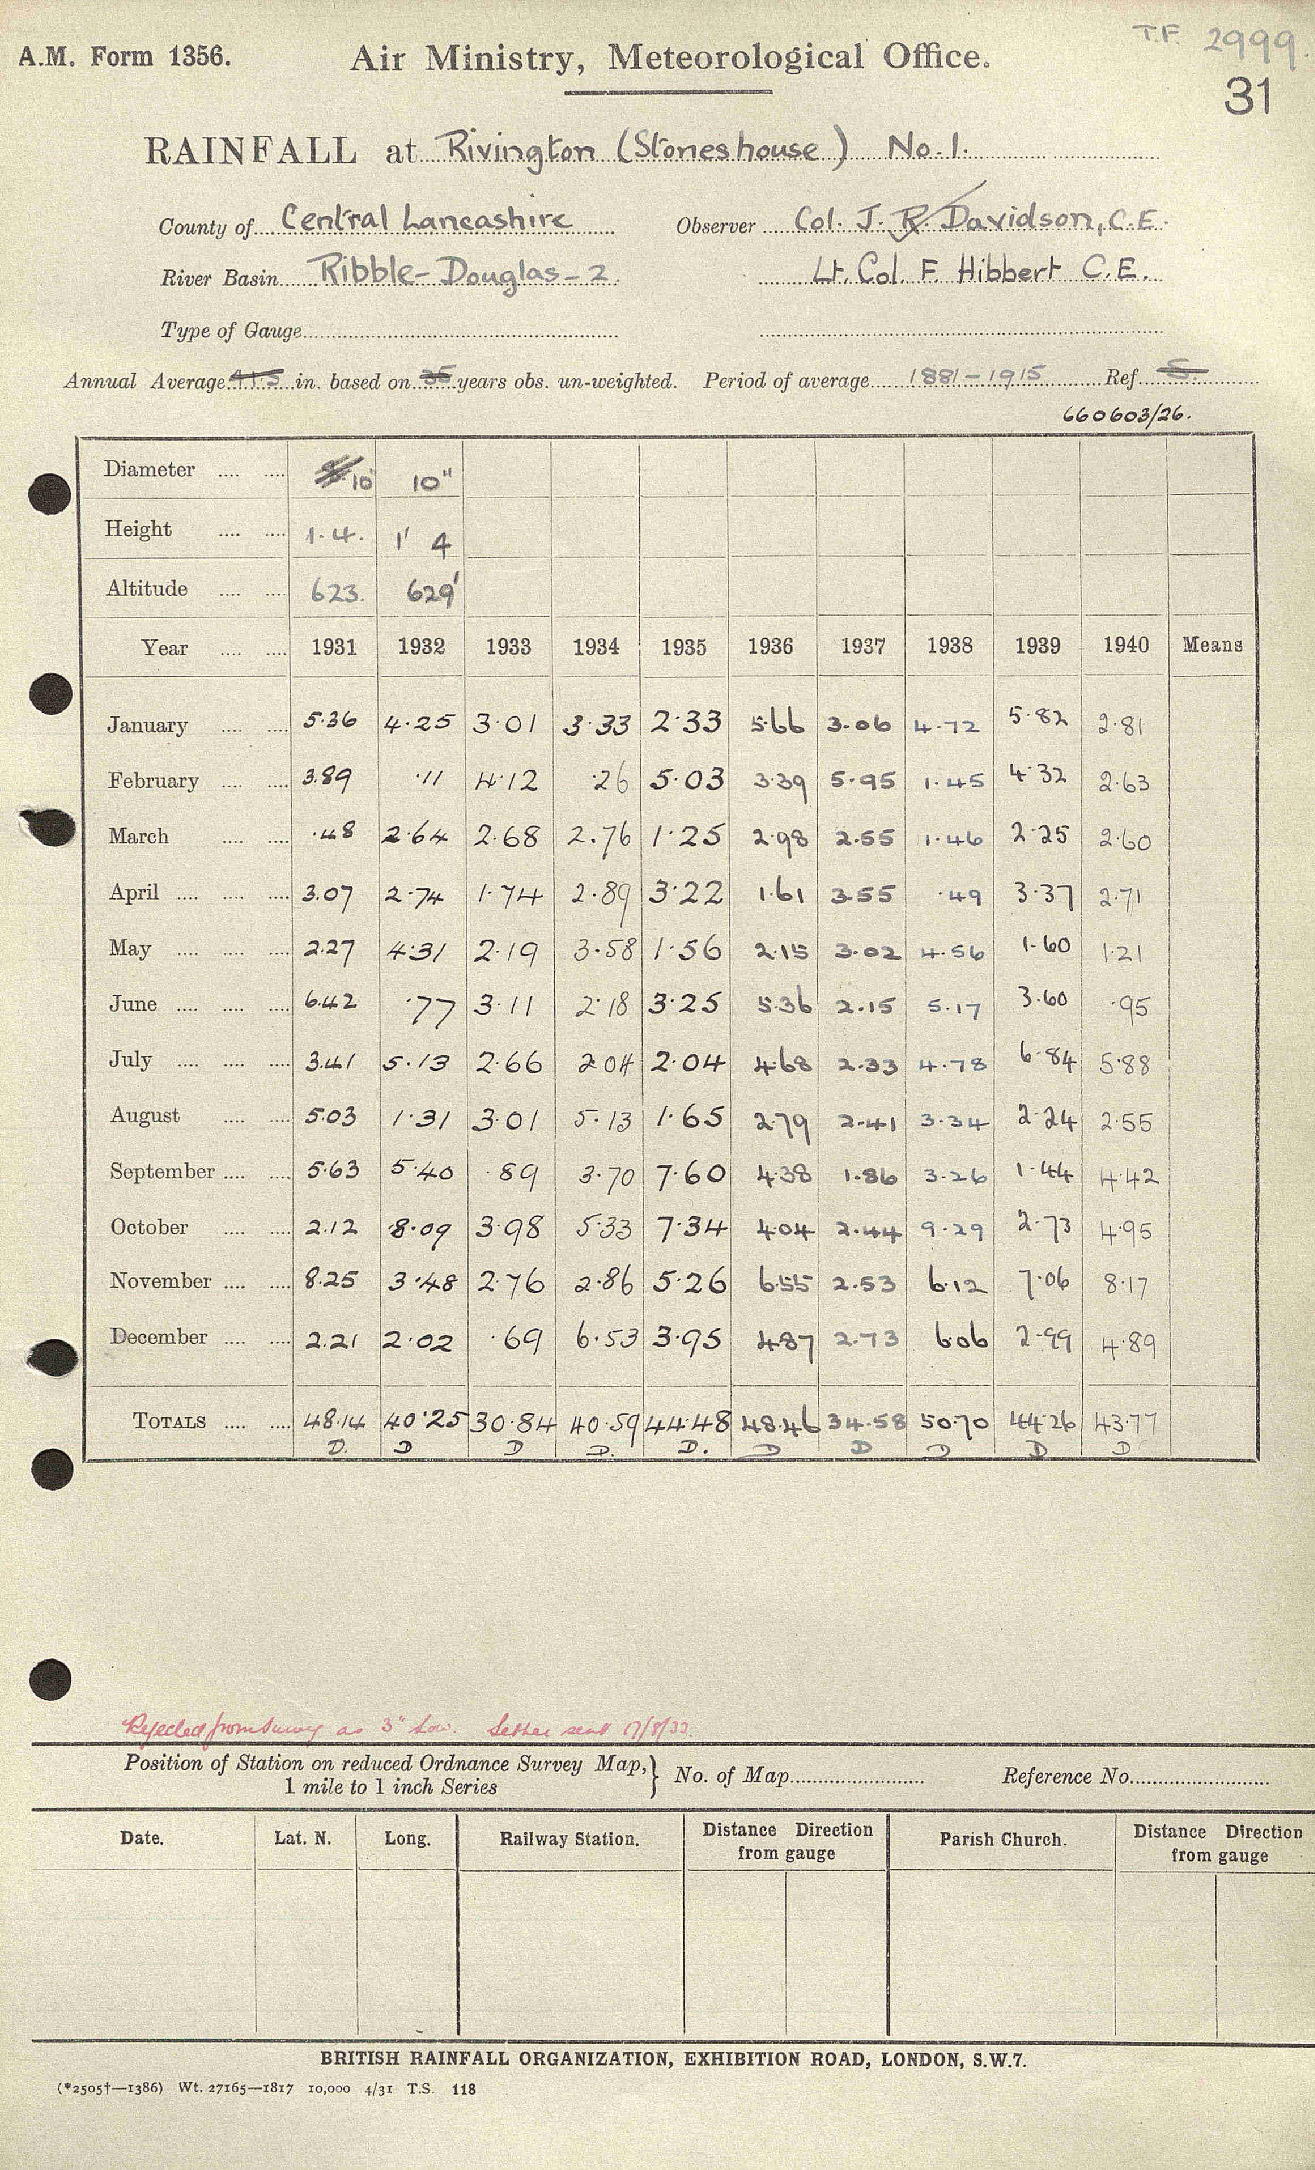 T.F. 2999.
A.M. Form 1356. Air Ministry, Meteorological Office.
31
RAINFALL at Rivington (Stoneshouse) No. 1.
County of Central Lancashire Observer Col. J. R. Davidson, C.E.
River Basin Ribble-Douglas-2. Lt. Col. F. Hibbert C.E.
Type of Gauge
Annual Average 41.5 in. based on 35 years obs. un-weighted. Period of average 1881-1915 Ref. S.
660603/26.
Diameter .... .... 10 10"
Height .... .... 1.4. 1' 4
Altitude .... .... 623. 629'
Year .... .... 1931 1932 1933 1934 1935 1936 1937 1938 1939 1940 Means
January .... .... 5.36 4.25 3.01 3.33 2.33 5.66 3.06 4.72 5.82 2.81
February .... .... 3.89 .11 4.12 .26 5.03 3.39 5.95 1.45 4.32 2.63
March .... .... .48 2.64 2.68 2.76 1.25 2.98 2.55 1.46 2.25 2.60
April .... .... .... 3.07 2.74 1.74 2.89 3.22 1.61 3.55 .49 3.37 2.71
May .... .... .... 2.27 4.31 2.19 3.58 1.56 2.15 3.02 4.56 1.60 1.21
June .... .... .... 6.42 .77 3.11 2.18 3.25 5.36 2.15 5.17 3.60 .95
July .... .... .... 3.41 5.13 2.66 2.04 2.04 4.68 2.33 4.78 6.84 5.88
August .... .... 5.03 1.31 3.01 5.13 1.65 2.79 2.41 3.34 2.24 2.55
September .... .... 5.63 5.40 .89 3.70 7.60 4.38 1.86 3.26 1.44 4.42
October .... .... 2.12 8.09 3.98 5.33 7.34 4.04 2.44 9.29 2.73 4.95
November .... .... 8.25 3.48 2.76 2.86 5.26 6.55 2.53 6.12 7.06 8.17
December .... .... 2.21 2.02 .69 6.53 3.95 4.87 2.73 6.06 2.99 4.89
TOTALS .... .... 48.14 40.25 30.84 40.59 44.48 48.46 34.58 50.70 44.26 43.77
D. D D D. D. D D D D D
Rejected from Survey as 3" low. Letter sent 17/8/33.
Position of Station on reduced Ordnance Survey Map, } No. of Map Reference No.
1 mile to 1 inch Series
Date. Lat. N. Long. Railway Station. Distance Direction from gauge Parish Church. Distance Direction from gauge
BRITISH RAINFALL ORGANIZATION, EXHIBITION ROAD, LONDON, S.W.7.
(*2505†—1386) Wt. 27165—1817 10,000 4/31 T.S. 118